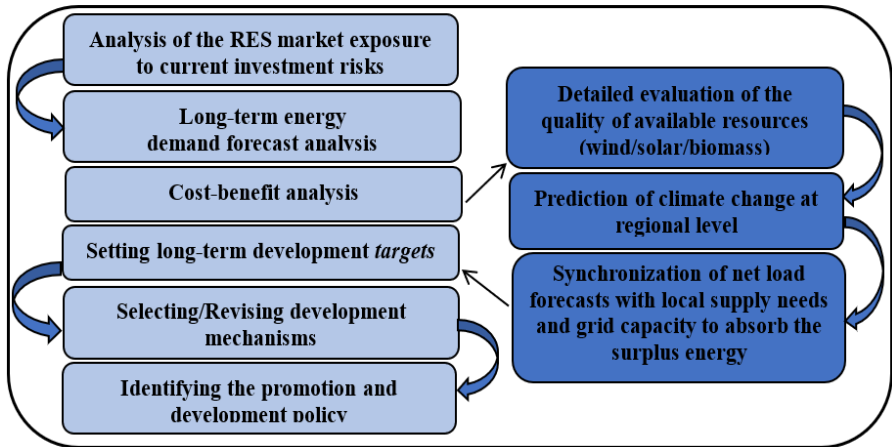 Analysis of the RES market exposure
to current investment risks
Long-term energy
demand forecast analysis
Cost-benefit analysis
Setting long-term development targets
Selecting/Revising development
mechanisms
Identifying the promotion and
development policy
Detailed evaluation of the
quality of available resources
(wind/solar/biomass)
Prediction of climate change at
regional level
Synchronization of net load
forecasts with local supply needs
and grid capacity to absorb the
surplus energy